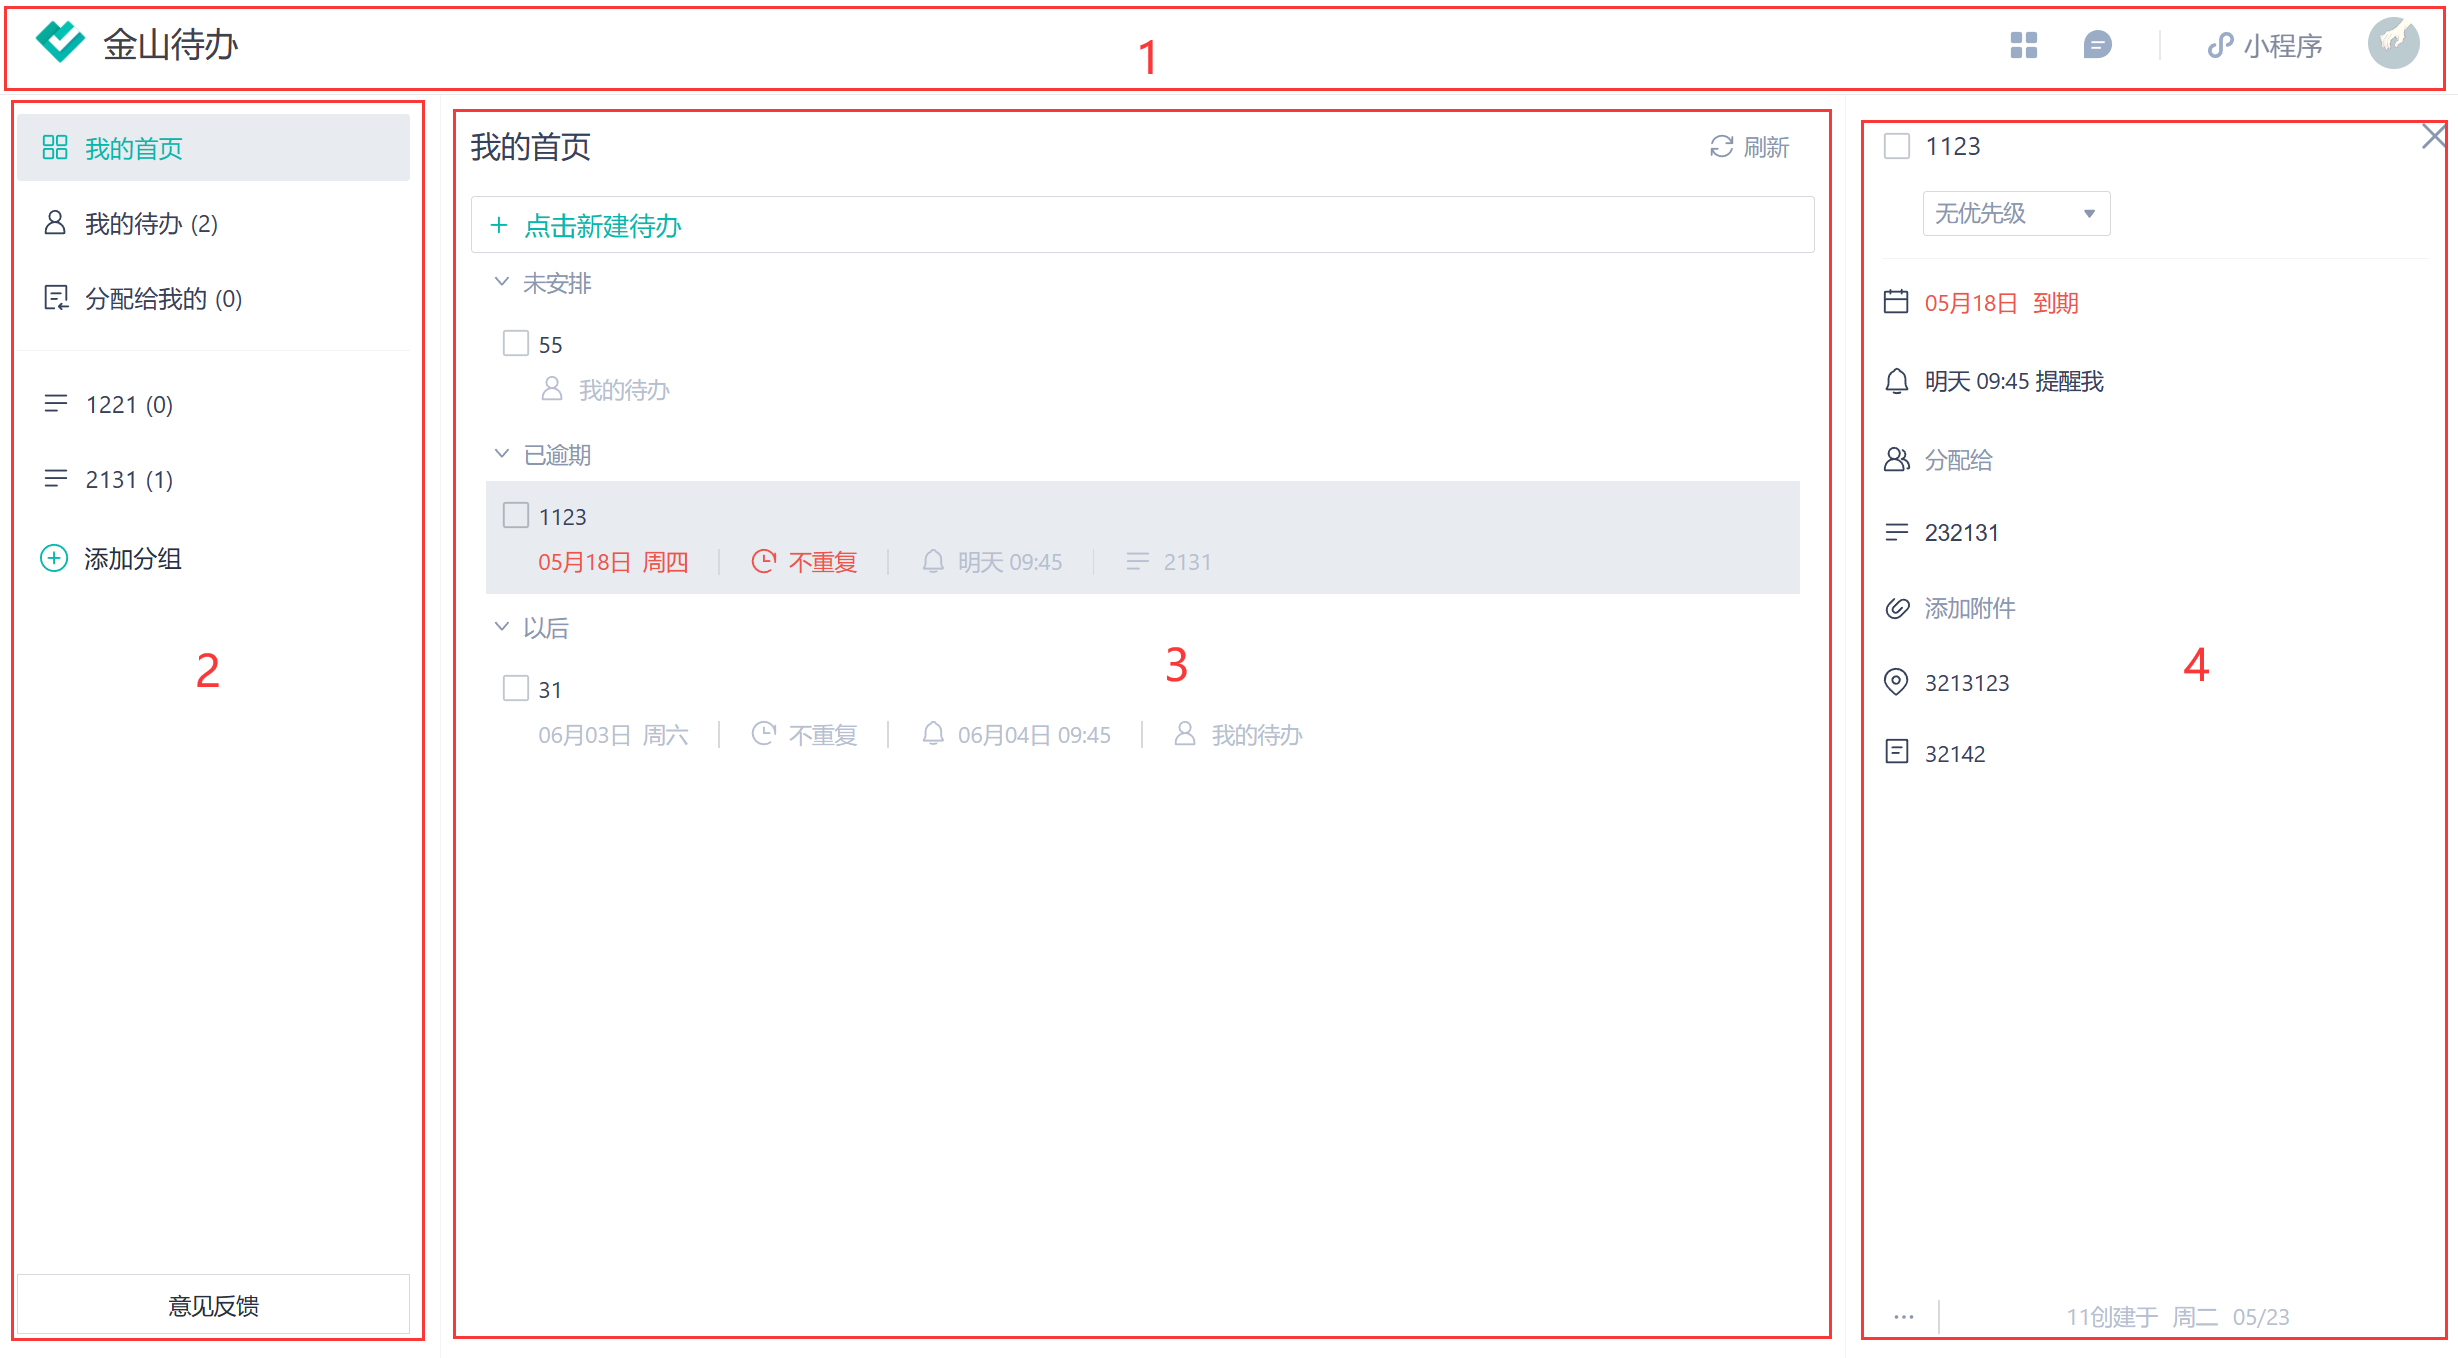 金山待办
1
小程序
我的首页
我的待办 (2)
分配给我的 (0)
1221 (0)
2131 (1)
添加分组
2
意见反馈
我的首页
刷新
+ 点击新建待办
未安排
55
我的待办
已逾期
1123
05月18日 周四 不重复 明天 09:45 2131
以后
3
31
06月03日 周六 不重复 06月04日 09:45 我的待办
1123
无优先级
05月18日 到期
明天 09:45 提醒我
分配给
232131
添加附件
4
3213123
32142
... 11创建于 周二 05/23